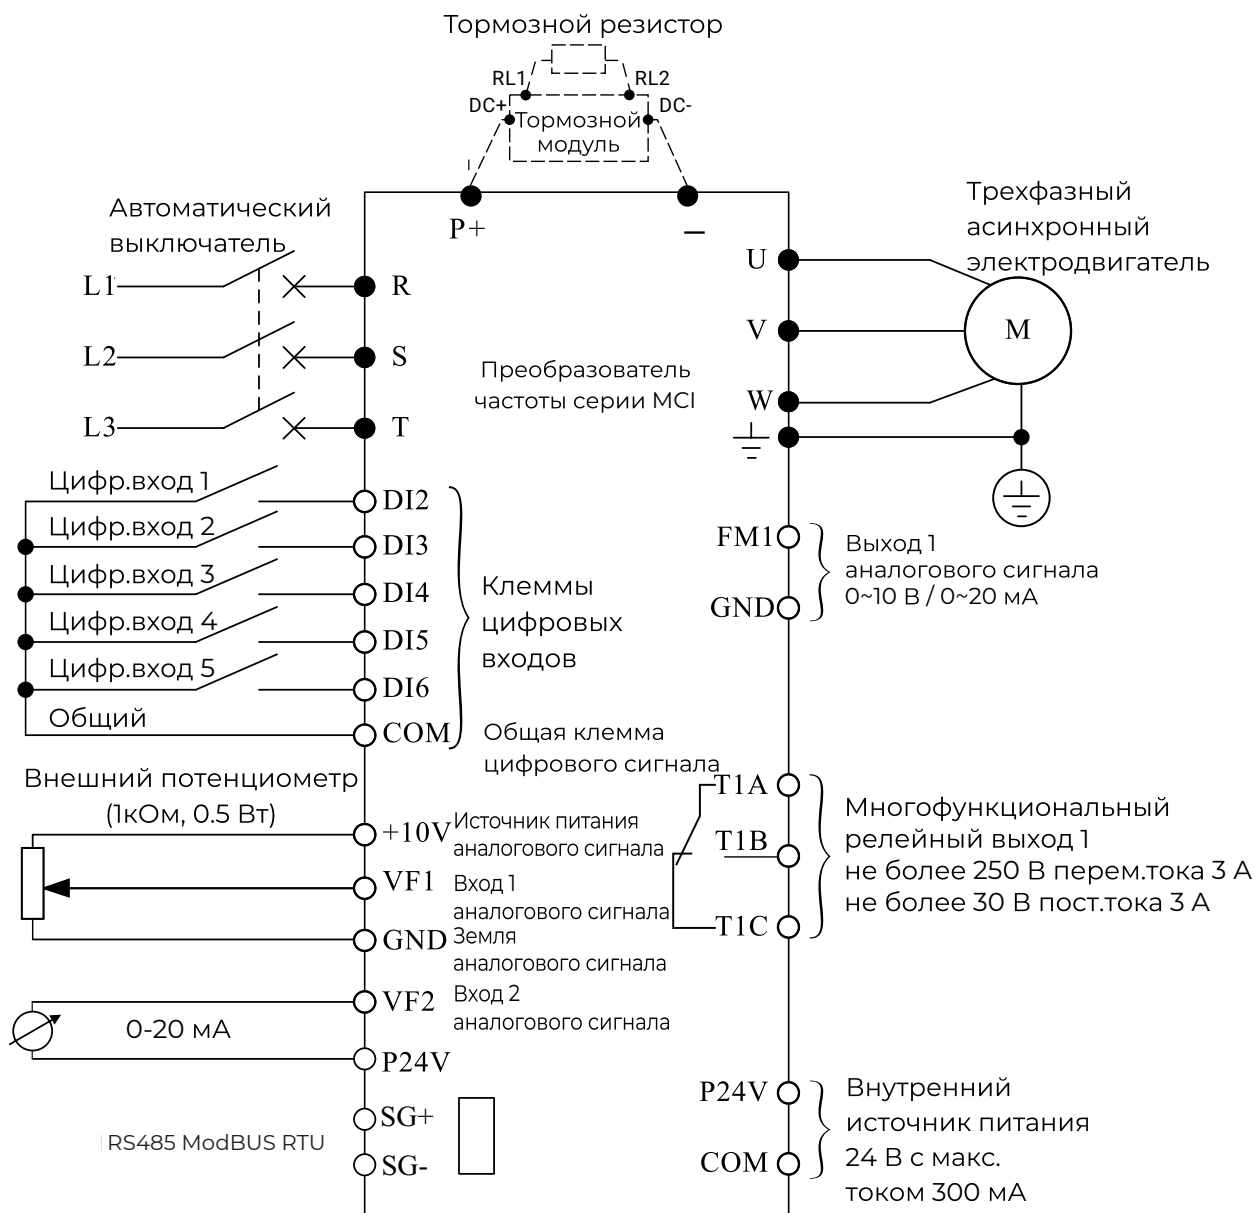 Тормозной резистор
RL1
RL2
DC+
DC-
Тормозной
модуль
P+
−
Автоматический
выключатель
L1
R
L2
S
L3
T
Преобразователь
частоты серии MCI
Трехфазный
асинхронный
электродвигатель
U
V
W
M
Цифр.вход 1
DI2
Цифр.вход 2
DI3
Цифр.вход 3
DI4
Цифр.вход 4
DI5
Цифр.вход 5
DI6
Общий
COM
Клеммы
цифровых
входов
Общая клемма
цифрового сигнала
FM1
GND
Выход 1
аналогового сигнала
0~10 В / 0~20 мА
Внешний потенциометр
(1кОм, 0.5 Вт)
+10V
Источник питания
аналогового сигнала
VF1
Вход 1
аналогового сигнала
GND
Земля
аналогового сигнала
VF2
Вход 2
аналогового сигнала
0-20 мА
P24V
SG+
RS485 ModBUS RTU
SG-
T1A
T1B
T1C
Многофункциональный
релейный выход 1
не более 250 В перем.тока 3 А
не более 30 В пост.тока 3 А
P24V
COM
Внутренний
источник питания
24 В с макс.
током 300 мА